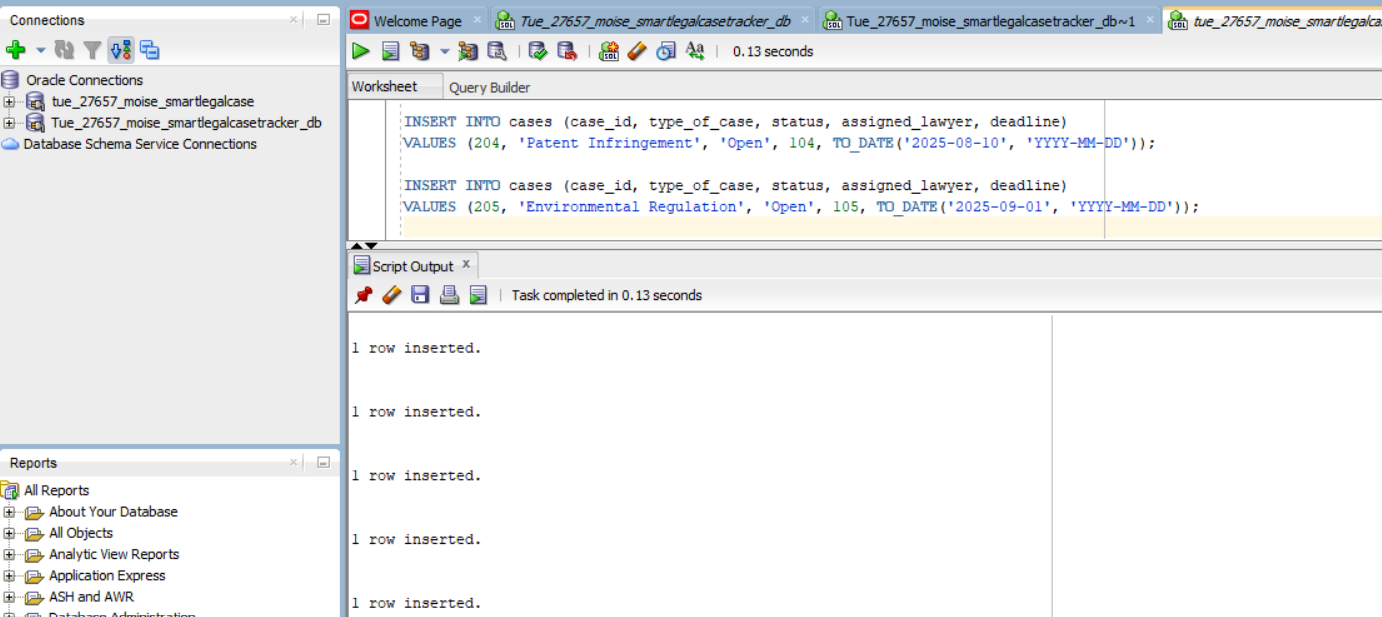 Connections
Oracle Connections
tue_27657_moise_smartlegalcase
Tue_27657_moise_smartlegalcasetracker_db
Database Schema Service Connections
Reports
All Reports
About Your Database
All Objects
Analytic View Reports
Application Express
ASH and AWR
Database Administration
Welcome Page
Tue_27657_moise_smartlegalcasetracker_db
Tue_27657_moise_smartlegalcasetracker_db~1
tue_27657_moise_smartlegalcas
0.13 seconds
Worksheet
Query Builder
INSERT INTO cases (case_id, type_of_case, status, assigned_lawyer, deadline)
VALUES (204, 'Patent Infringement', 'Open', 104, TO_DATE('2025-08-10', 'YYYY-MM-DD'));
INSERT INTO cases (case_id, type_of_case, status, assigned_lawyer, deadline)
VALUES (205, 'Environmental Regulation', 'Open', 105, TO_DATE('2025-09-01', 'YYYY-MM-DD'));
Script Output
Task completed in 0.13 seconds
1 row inserted.
1 row inserted.
1 row inserted.
1 row inserted.
1 row inserted.